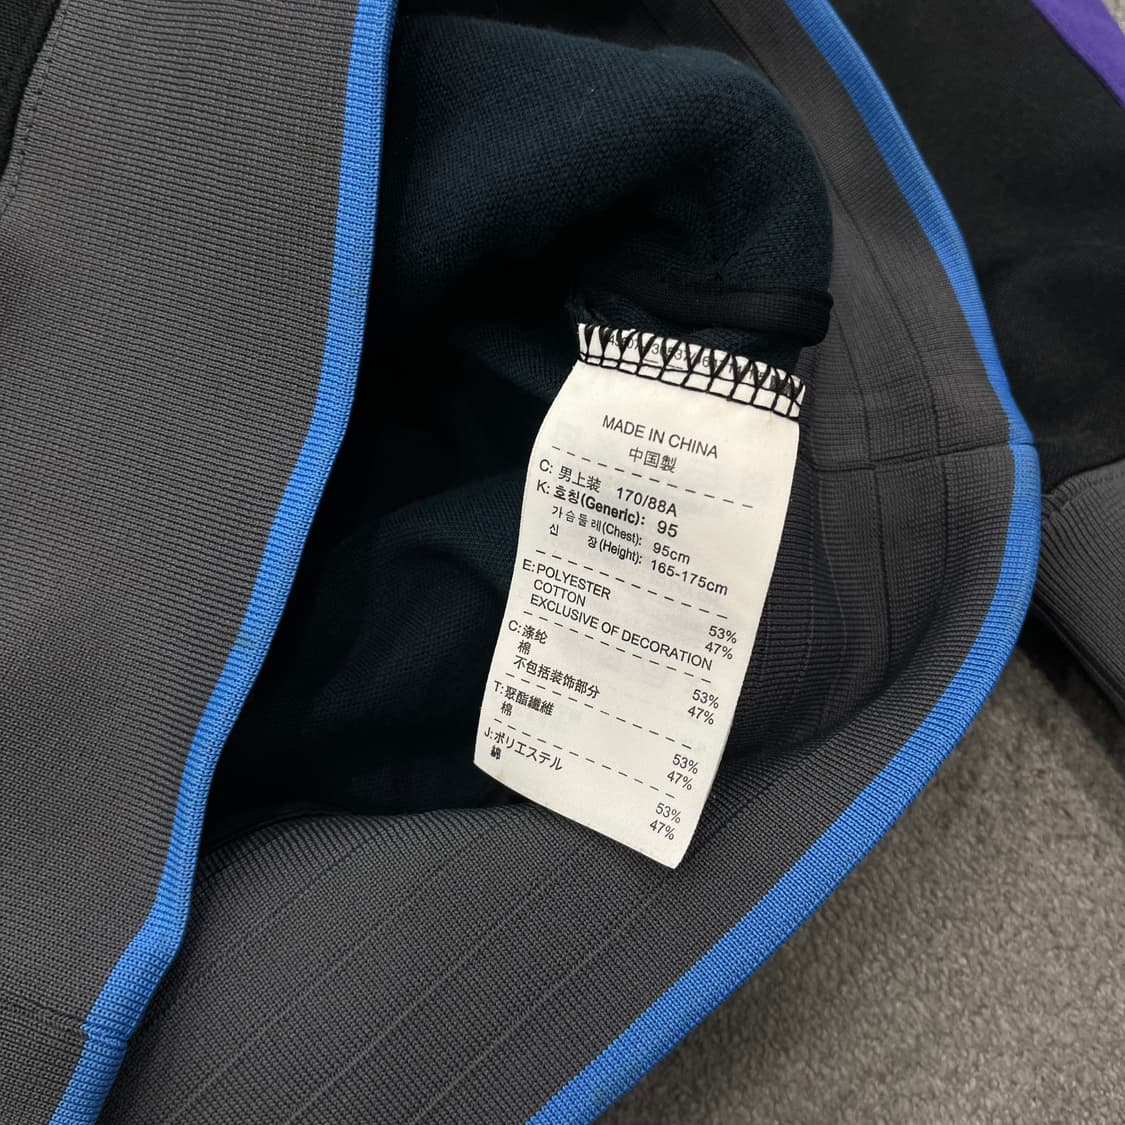 MADE IN CHINA
中国製
C: 男上装 170/88A
K: 호칭(Generic): 95
가슴둘레(Chest): 95cm
신 장(Height): 165-175cm
E: POLYESTER 53%
COTTON 47%
EXCLUSIVE OF DECORATION
C: 涤纶 53%
棉 47%
不包括装饰部分
T: 聚酯纖維 53%
棉 47%
J: ポリエステル 53%
綿 47%